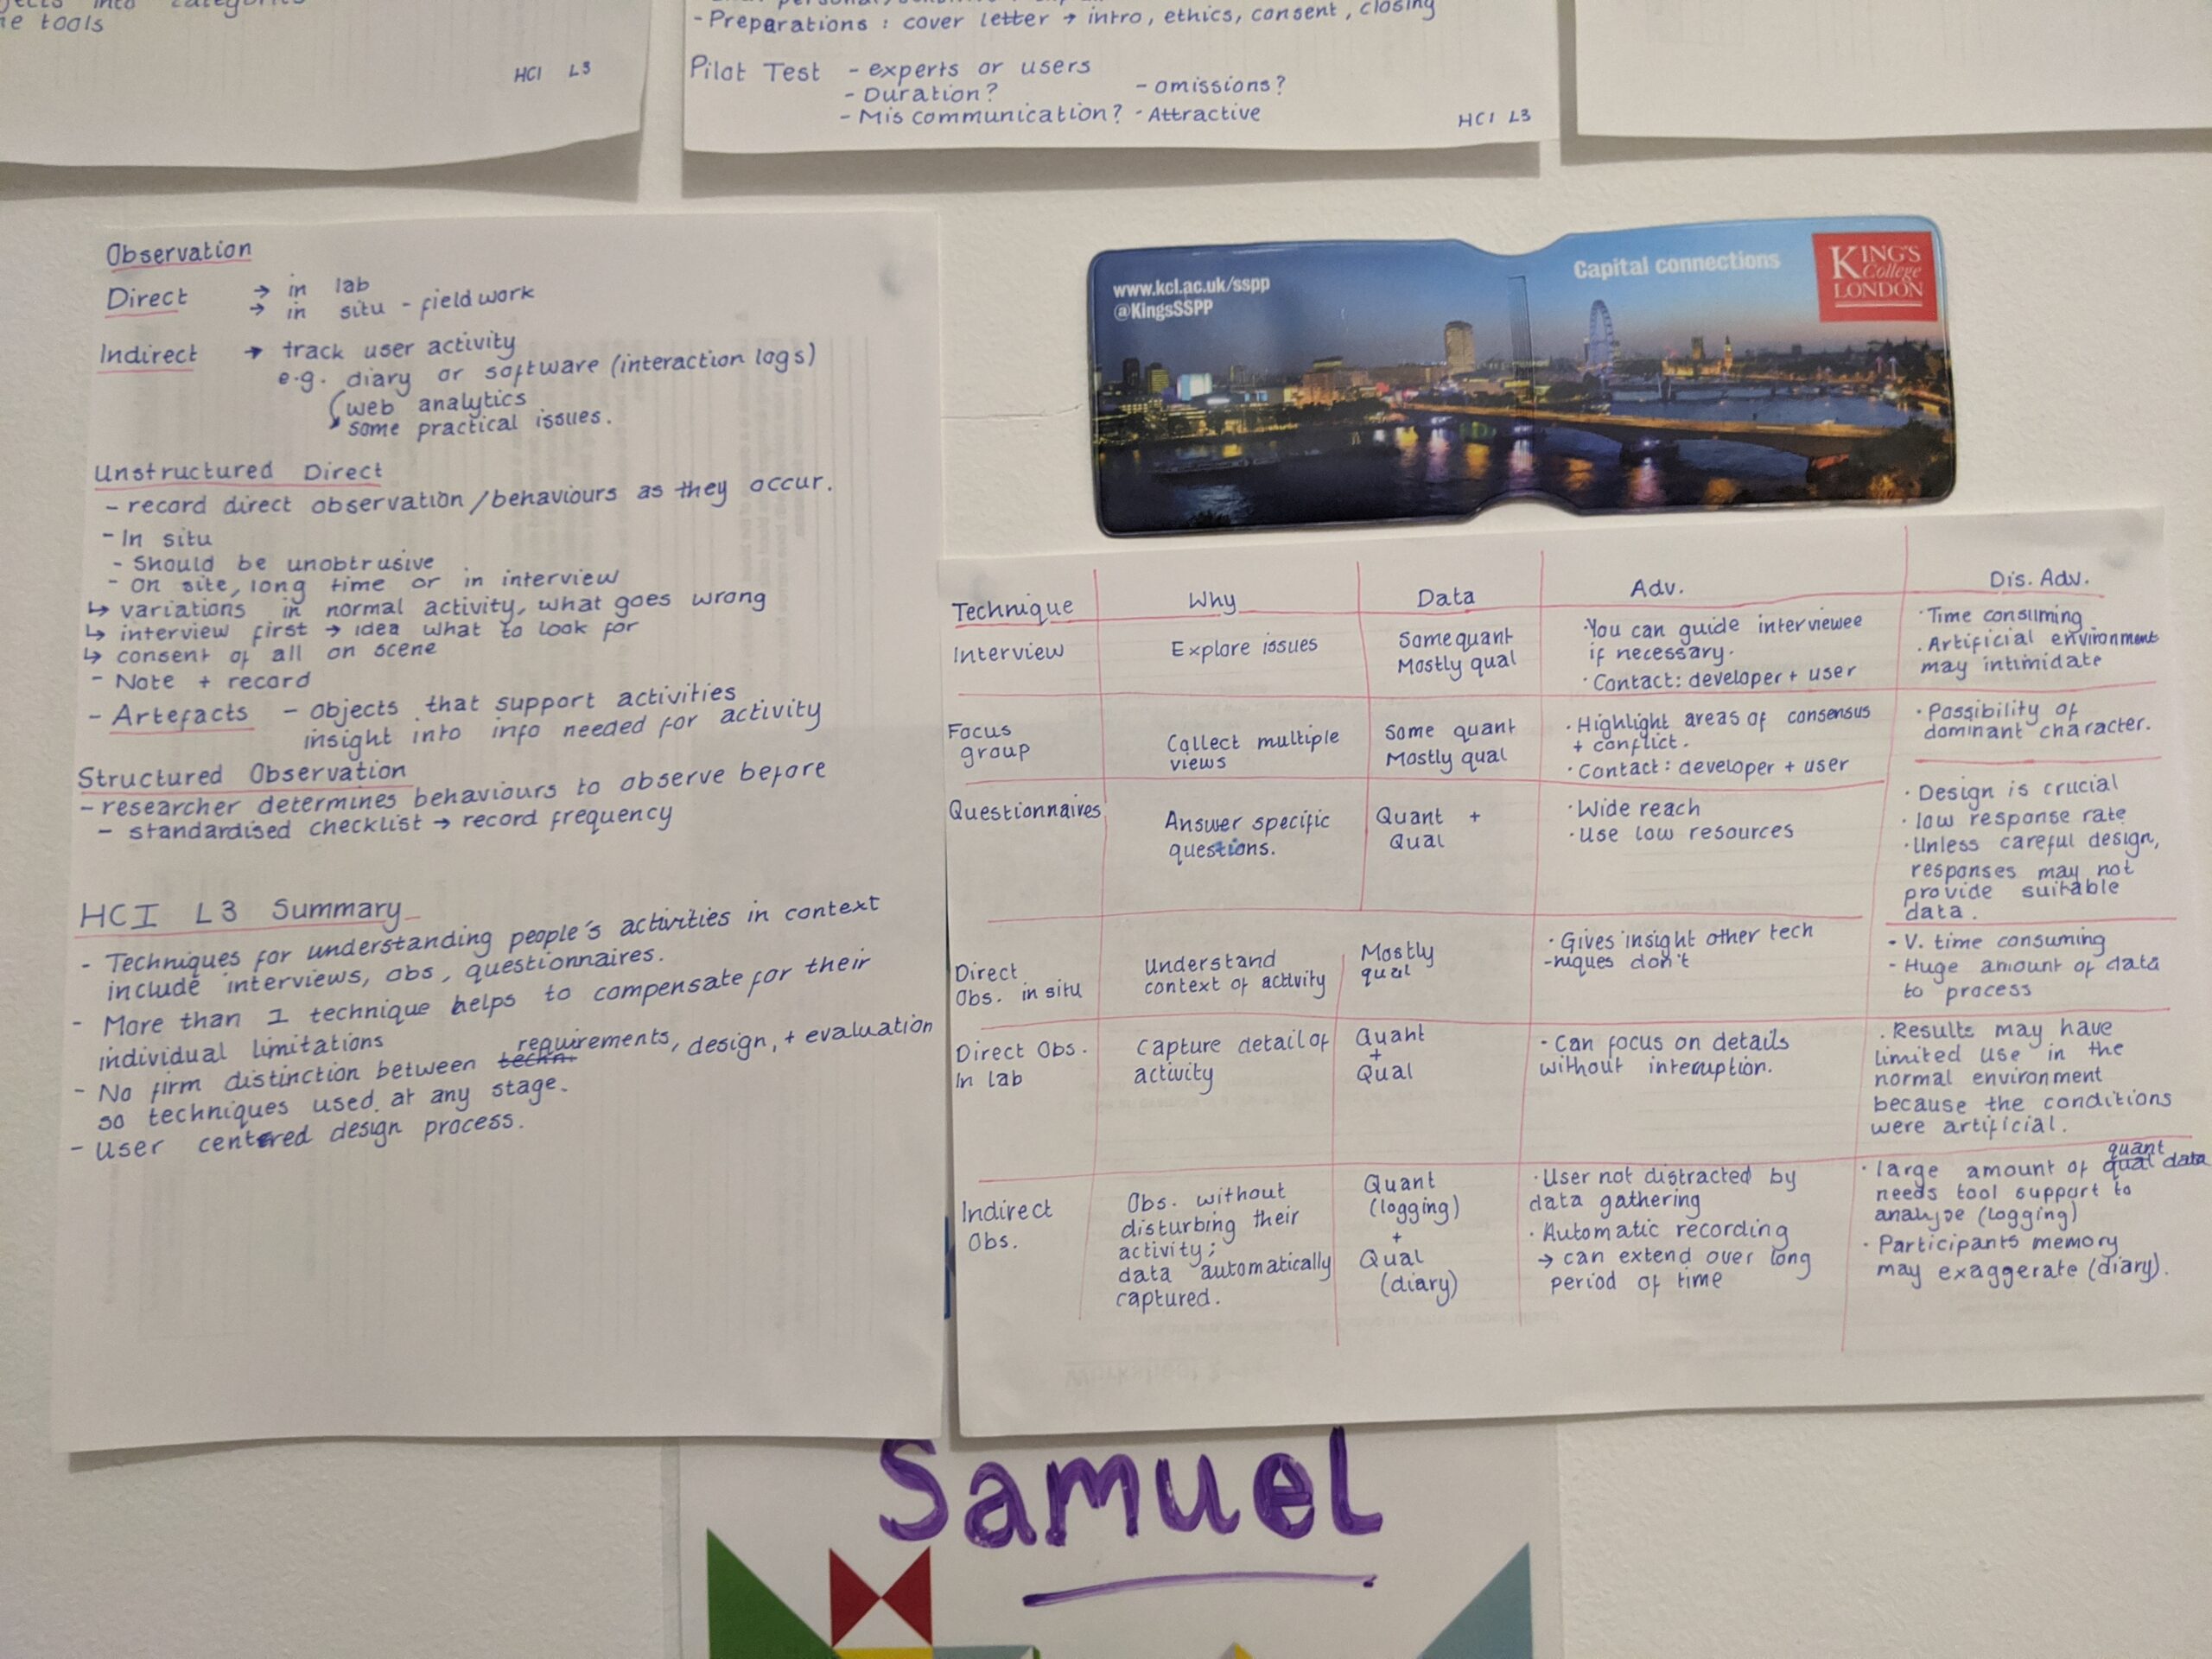 into categories
tools
HCI L3
- Preparations : cover letter → intro, ethics, consent, closing
Pilot Test - experts or users
- Duration? - omissions?
- Mis communication? - Attractive
HCI L3
Observation
Direct → in lab
→ in situ - fieldwork
Indirect → track user activity
e.g. diary or software (interaction logs)
web analytics
some practical issues.
Unstructured Direct
- record direct observation/behaviours as they occur.
- In situ
- Should be unobtrusive
- on site, long time or in interview
↳ variations in normal activity, what goes wrong
↳ interview first → idea what to look for
↳ consent of all on scene
- Note + record
- Artefacts - objects that support activities
insight into info needed for activity
Structured Observation
- researcher determines behaviours to observe before
- standardised checklist → record frequency
HCI L3 Summary
- Techniques for understanding people's activities in context
include interviews, obs, questionnaires.
- More than 1 technique helps to compensate for their
individual limitations
- No firm distinction between techn. requirements, design, + evaluation
so techniques used at any stage.
- User centered design process.
www.kcl.ac.uk/sspp
@KingsSSPP
Capital connections
KING'S
College
LONDON
Technique Why Data Adv. Dis. Adv.
Interview
Explore issues
Some quant
Mostly qual
·You can guide interviewee
if necessary.
· Contact: developer + user
· Time consuming
· Artificial environment
may intimidate
Focus
group
Collect multiple
views
Some quant
Mostly qual
· Highlight areas of consensus
+ conflict.
· Contact: developer + user
· Possibility of
dominant character.
Questionnaires
Answer specific
questions.
Quant +
Qual
· Wide reach
· Use low resources
· Design is crucial
· low response rate
· Unless careful design,
responses may not
provide suitable
data.
Direct
Obs. in situ
Understand
context of activity
Mostly
qual
· Gives insight other tech
-niques don't
- V. time consuming
- Huge amount of data
to process
Direct Obs.
In lab
Capture detail of
activity
Quant
+
Qual
· Can focus on details
without interuption.
· Results may have
limited use in the
normal environment
because the conditions
were artificial.
Indirect
Obs.
Obs. without
disturbing their
activity;
data automatically
captured.
Quant
(logging)
+
Qual
(diary)
· User not distracted by
data gathering
· Automatic recording
→ can extend over long
period of time
quant
· large amount of qual data
needs tool support to
analyse (logging)
· Participants memory
may exaggerate (diary).
Samuel